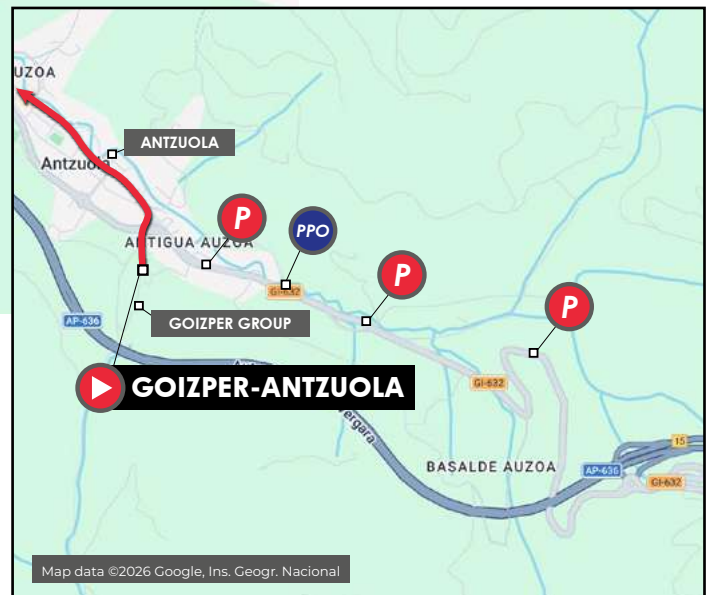 UZOA
ANTZUOLA
Antzuola
P
PPO
ANTIGUA AUZOA
P
GI-632
P
AP-636
GOIZPER GROUP
GOIZPER-ANTZUOLA
GI-632
15
BASALDE AUZOA
AP-636
GI-632
Map data ©2026 Google, Ins. Geogr. Nacional